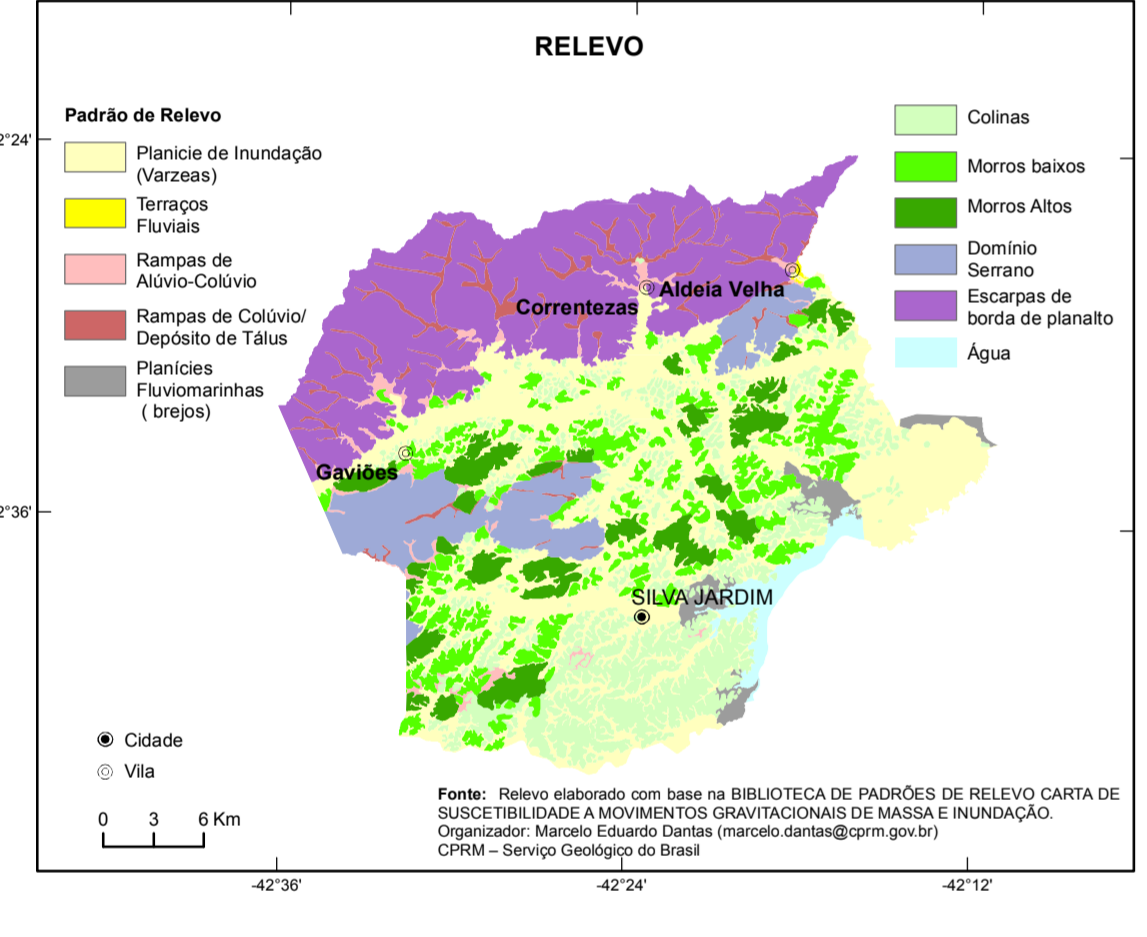 RELEVO
Padrão de Relevo
Planicie de Inundação
(Varzeas)
Terraços
Fluviais
Rampas de
Alúvio-Colúvio
Rampas de Colúvio/
Depósito de Tálus
Planícies
Fluviomarinhas
( brejos)
Colinas
Morros baixos
Morros Altos
Domínio
Serrano
Escarpas de
borda de planalto
Água
2°24'
2°36'
Aldeia Velha
Correntezas
Gaviões
SILVA JARDIM
Cidade
Vila
0 3 6 Km
Fonte: Relevo elaborado com base na BIBLIOTECA DE PADRÕES DE RELEVO CARTA DE
SUSCETIBILIDADE A MOVIMENTOS GRAVITACIONAIS DE MASSA E INUNDAÇÃO.
Organizador: Marcelo Eduardo Dantas (marcelo.dantas@cprm.gov.br)
CPRM – Serviço Geológico do Brasil
-42°36' -42°24' -42°12'